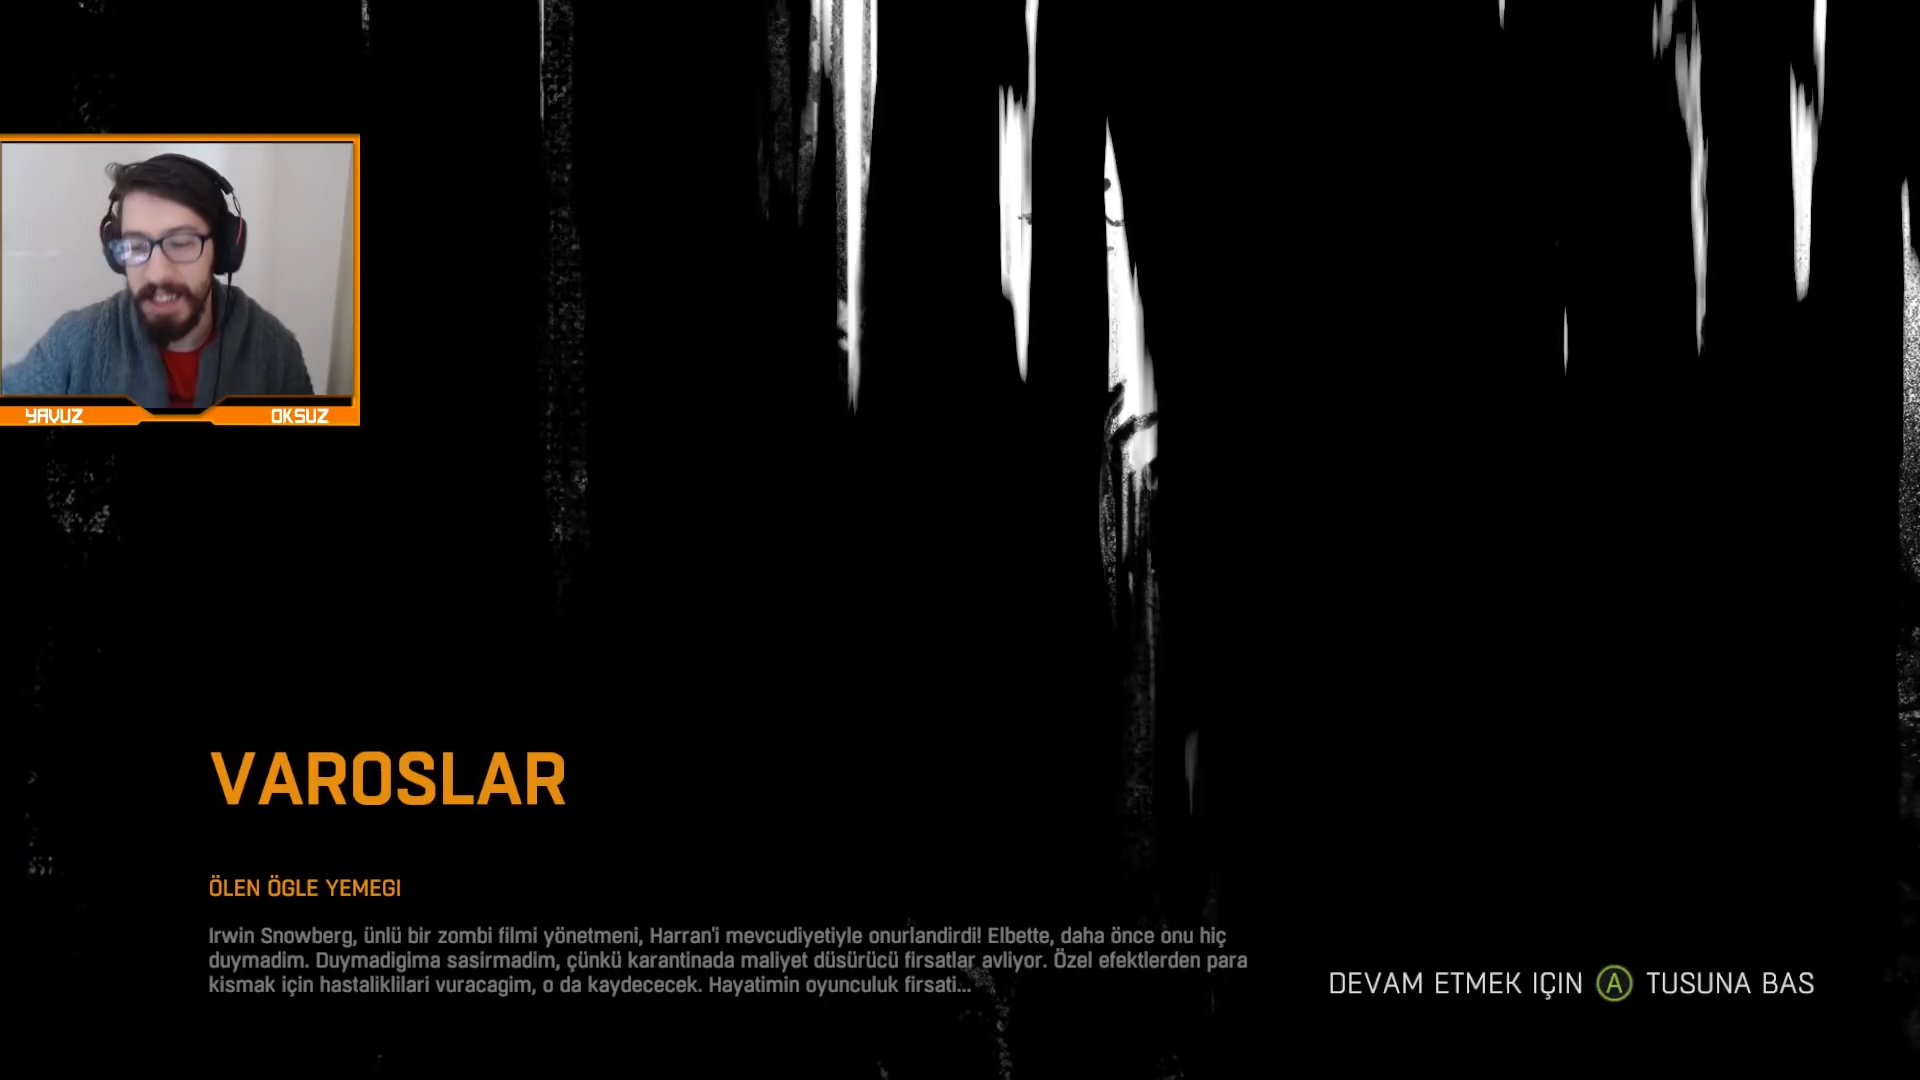 YAVUZ OKSUZ
VAROSLAR
ÖLEN ÖGLE YEMEGI
Irwin Snowberg, ünlü bir zombi filmi yönetmeni, Harran'i mevcudiyetiyle onurlandirdi! Elbette, daha önce onu hiç
duymadim. Duymadigima sasirmadim, çünkü karantinada maliyet düsürücü firsatlar avliyor. Özel efektlerden para
kismak için hastaliklilari vuracagim, o da kaydececek. Hayatimin oyunculuk firsati...
DEVAM ETMEK IÇIN A TUSUNA BAS